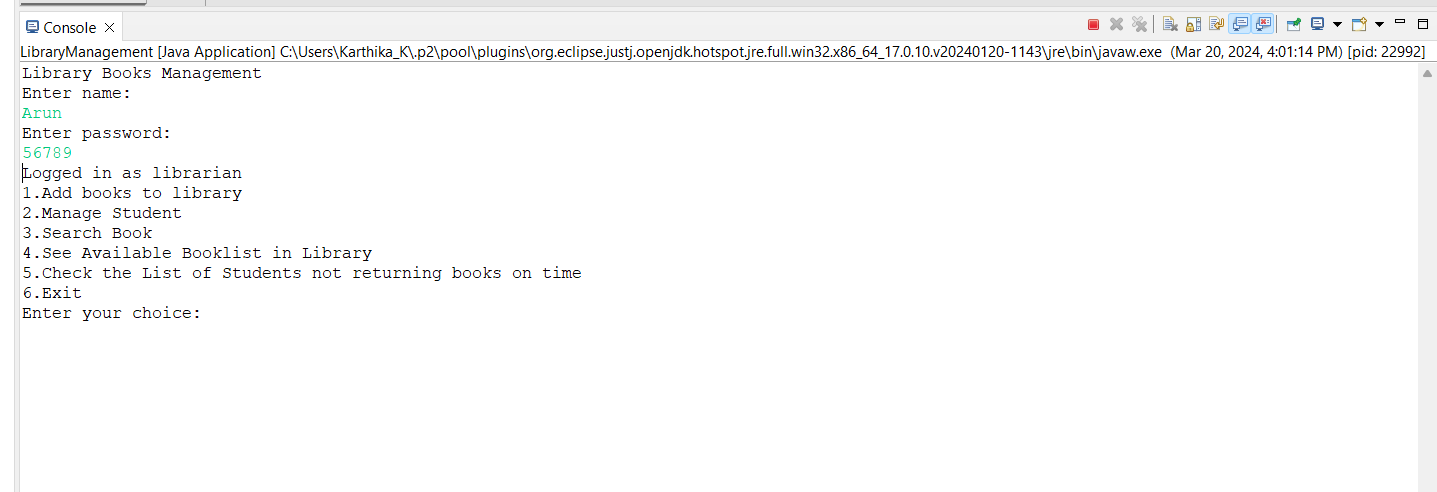 Console
LibraryManagement [Java Application] C:\Users\Karthika_K\.p2\pool\plugins\org.eclipse.justj.openjdk.hotspot.jre.full.win32.x86_64_17.0.10.v20240120-1143\jre\bin\javaw.exe (Mar 20, 2024, 4:01:14 PM) [pid: 22992]
Library Books Management
Enter name:
Arun
Enter password:
56789
Logged in as librarian
1.Add books to library
2.Manage Student
3.Search Book
4.See Available Booklist in Library
5.Check the List of Students not returning books on time
6.Exit
Enter your choice: